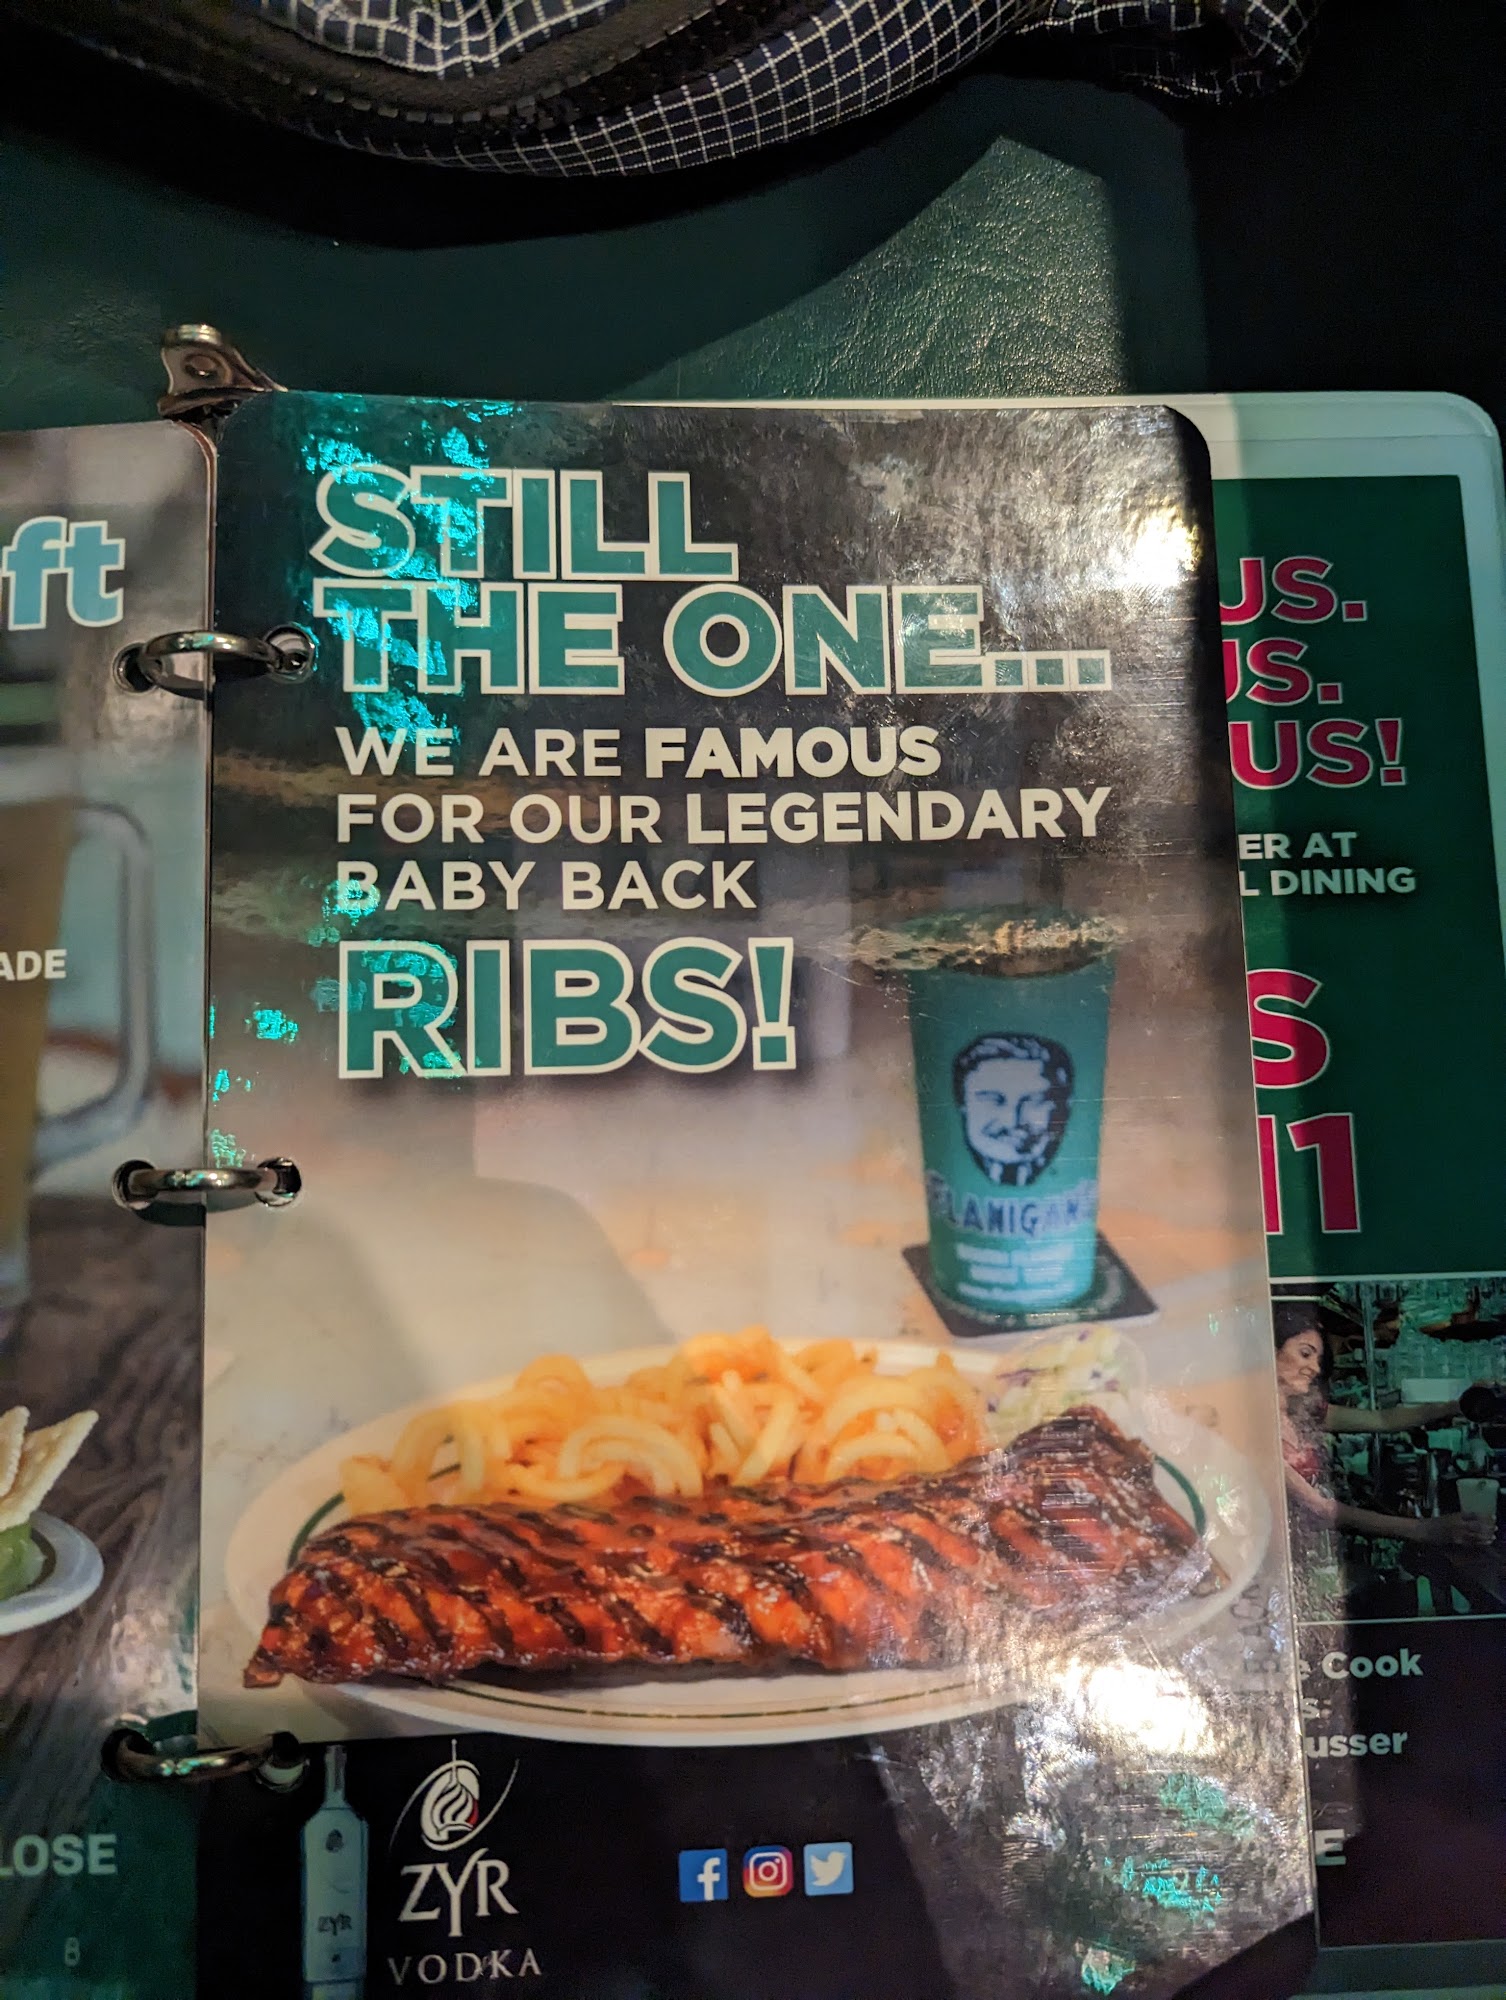 STILL
THE ONE...
WE ARE FAMOUS
FOR OUR LEGENDARY
BABY BACK
RIBS!
FLANIGAN'S
ZYR
ZYR
VODKA
ft
ADE
LOSE
8
US.
US.
US!
ER AT
L DINING
S
11
e Cook
s:
usser
E